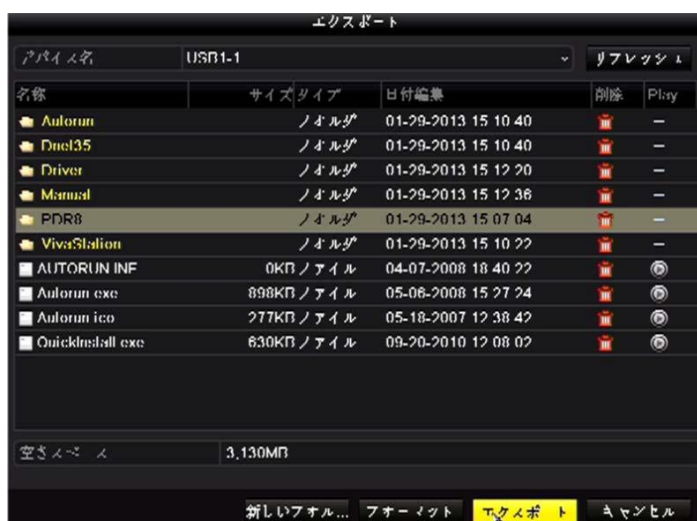 エクスポート
デバイス名 USB1-1 リフレッシュ
名称 サイズ タイプ 日付編集 削除 Play
Autorun フォルダ 01-29-2013 15:10:40 —
Dnet35 フォルダ 01-29-2013 15:10:40 —
Driver フォルダ 01-29-2013 15:12:20 —
Manual フォルダ 01-29-2013 15:12:36 —
PDR8 フォルダ 01-29-2013 15:07:04 —
VivaStation フォルダ 01-29-2013 15:10:22 —
AUTORUN.INF 0KB ファイル 04-07-2008 18:40:22
Autorun.exe 898KB ファイル 05-06-2008 15:27:24
Autorun.ico 277KB ファイル 05-18-2007 12:38:42
QuickInstall.exe 630KB ファイル 09-20-2010 12:08:02
空きスペース 3,130MB
新しいフォル... フォーマット エクスポート キャンセル